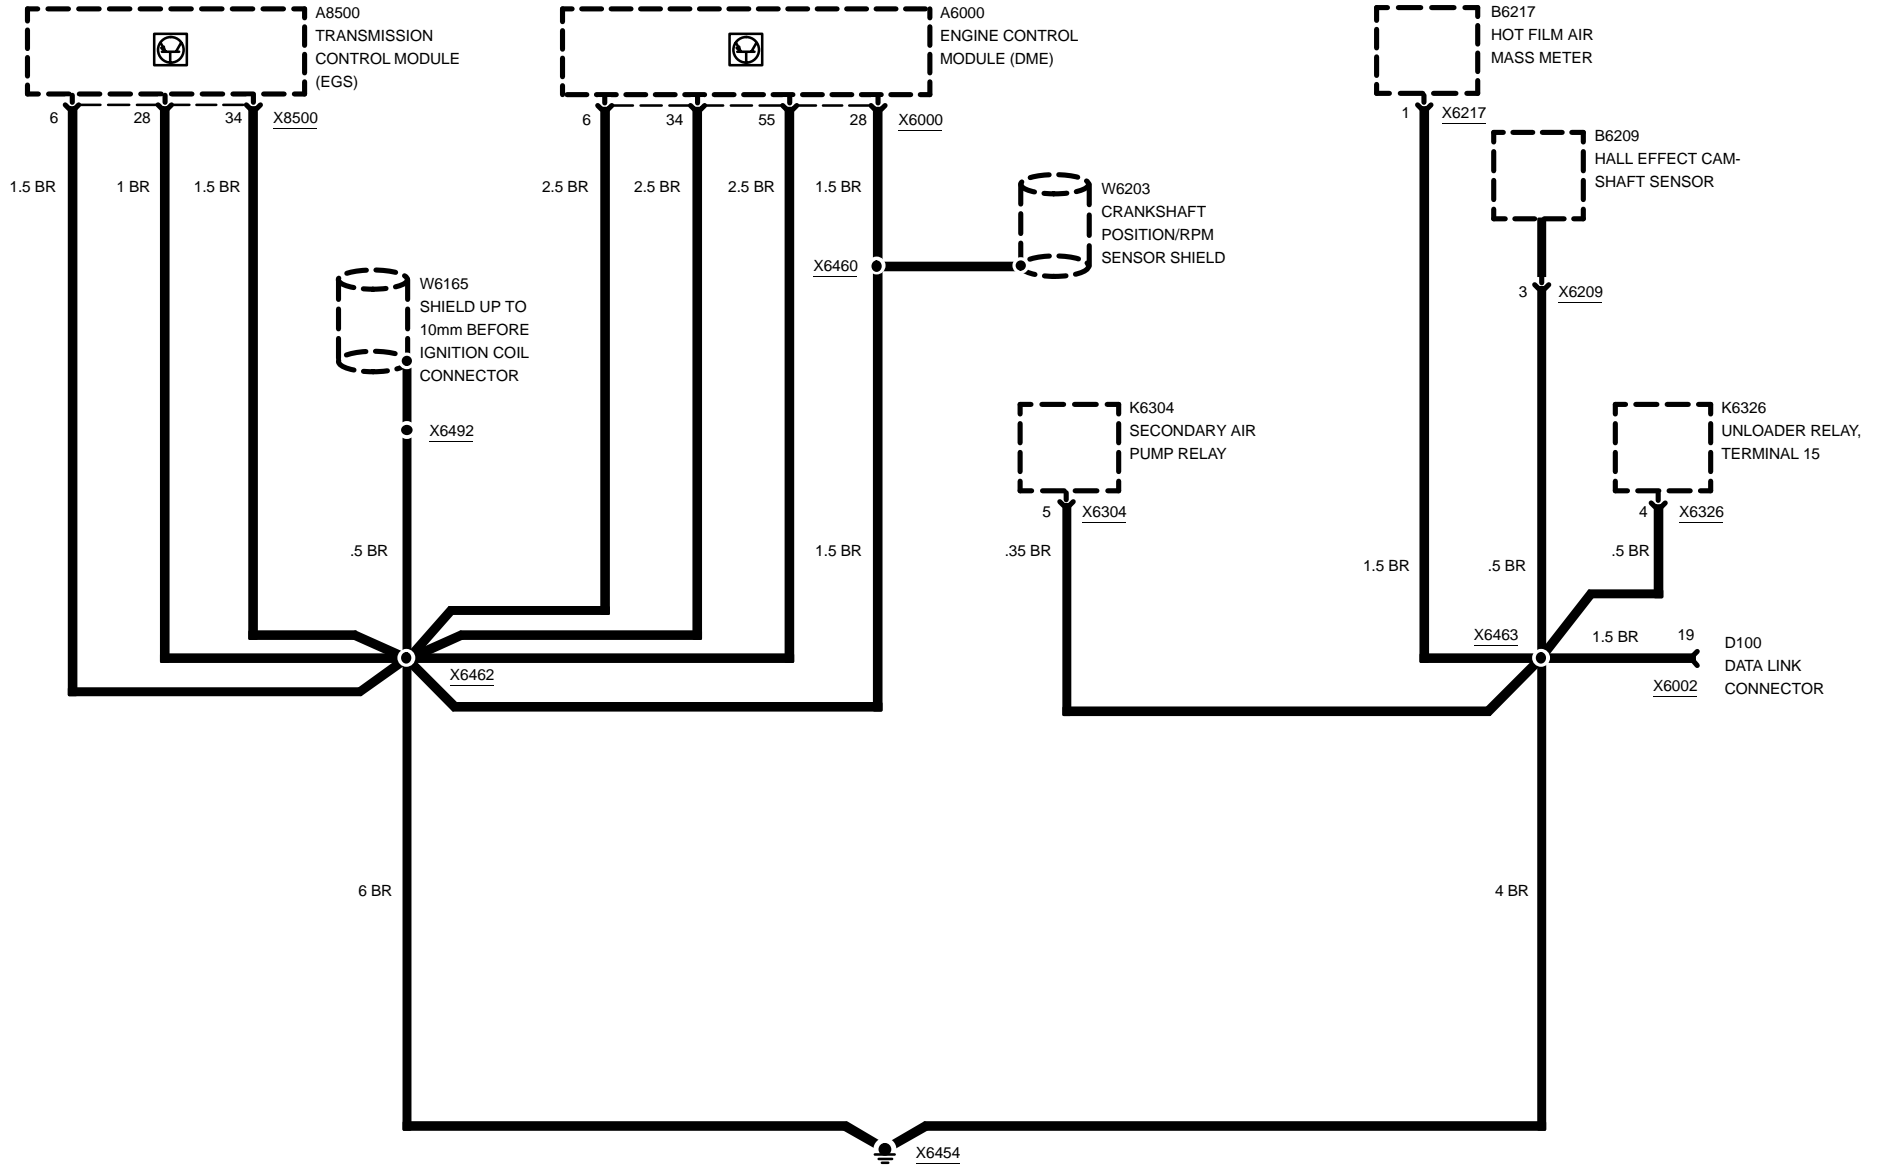 A8500
TRANSMISSION
CONTROL MODULE
(EGS)
6
28
34
X8500
1.5 BR
1 BR
1.5 BR
A6000
ENGINE CONTROL
MODULE (DME)
6
34
55
28
X6000
2.5 BR
2.5 BR
2.5 BR
1.5 BR
B6217
HOT FILM AIR
MASS METER
1
X6217
B6209
HALL EFFECT CAM-
SHAFT SENSOR
3
X6209
W6203
CRANKSHAFT
POSITION/RPM
SENSOR SHIELD
X6460
W6165
SHIELD UP TO
10mm BEFORE
IGNITION COIL
CONNECTOR
X6492
K6304
SECONDARY AIR
PUMP RELAY
5
X6304
K6326
UNLOADER RELAY,
TERMINAL 15
4
X6326
.5 BR
1.5 BR
.35 BR
1.5 BR
.5 BR
.5 BR
X6462
X6463
1.5 BR
19
X6002
D100
DATA LINK
CONNECTOR
6 BR
4 BR
X6454